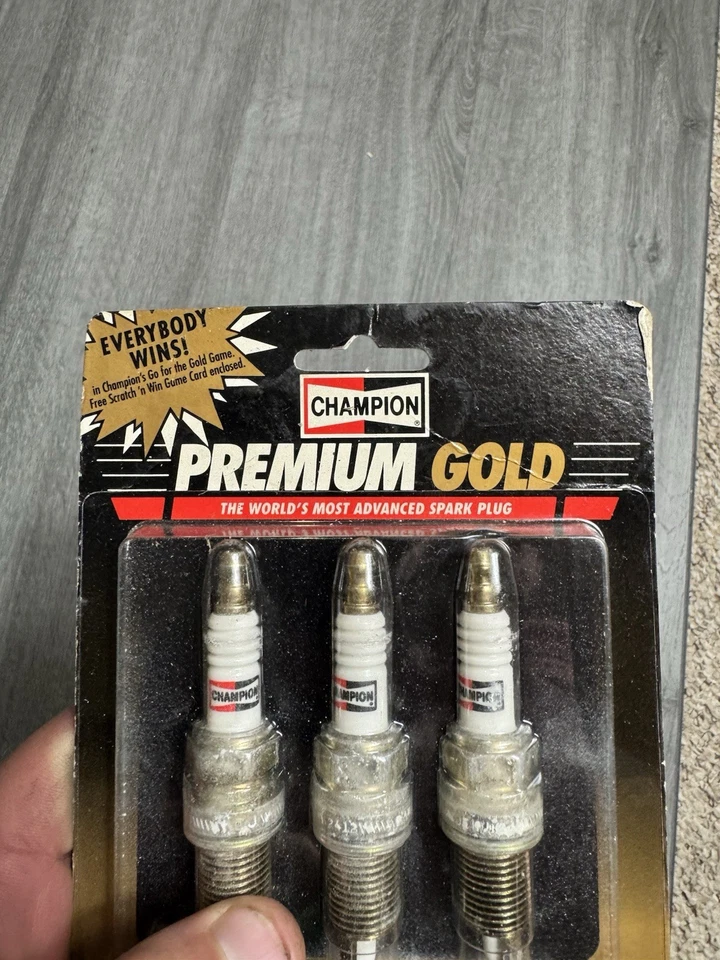 EVERYBODY
WINS!
in Champion's Go for the Gold Game.
Free Scratch 'n Win Game Card enclosed.
CHAMPION®
PREMIUM GOLD
THE WORLD'S MOST ADVANCED SPARK PLUG
CHAMPION
CHAMPION
CHAMPION